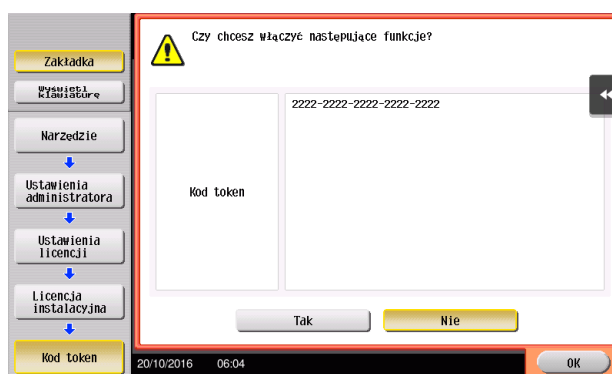 Zakładka
Wyświetl
klawiaturę
Narzędzie
Ustawienia
administratora
Ustawienia
licencji
Licencja
instalacyjna
Kod token
Czy chcesz włączyć następujące funkcje?
Kod token
2222-2222-2222-2222-2222
Tak
Nie
20/10/2016 06:04
OK